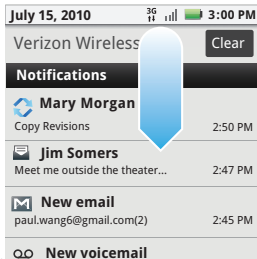 July 15, 2010 3G 3:00 PM
Verizon Wireless Clear
Notifications
Mary Morgan
Copy Revisions 2:50 PM
Jim Somers
Meet me outside the theater... 2:47 PM
New email
paul.wang6@gmail.com(2) 2:45 PM
New voicemail